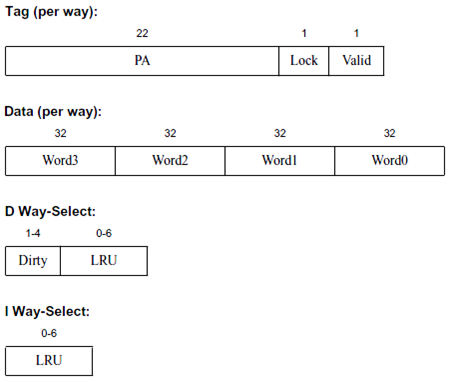 Tag (per way):
22 1 1
PA Lock Valid
Data (per way):
32 32 32 32
Word3 Word2 Word1 Word0
D Way-Select:
1-4 0-6
Dirty LRU
I Way-Select:
0-6
LRU